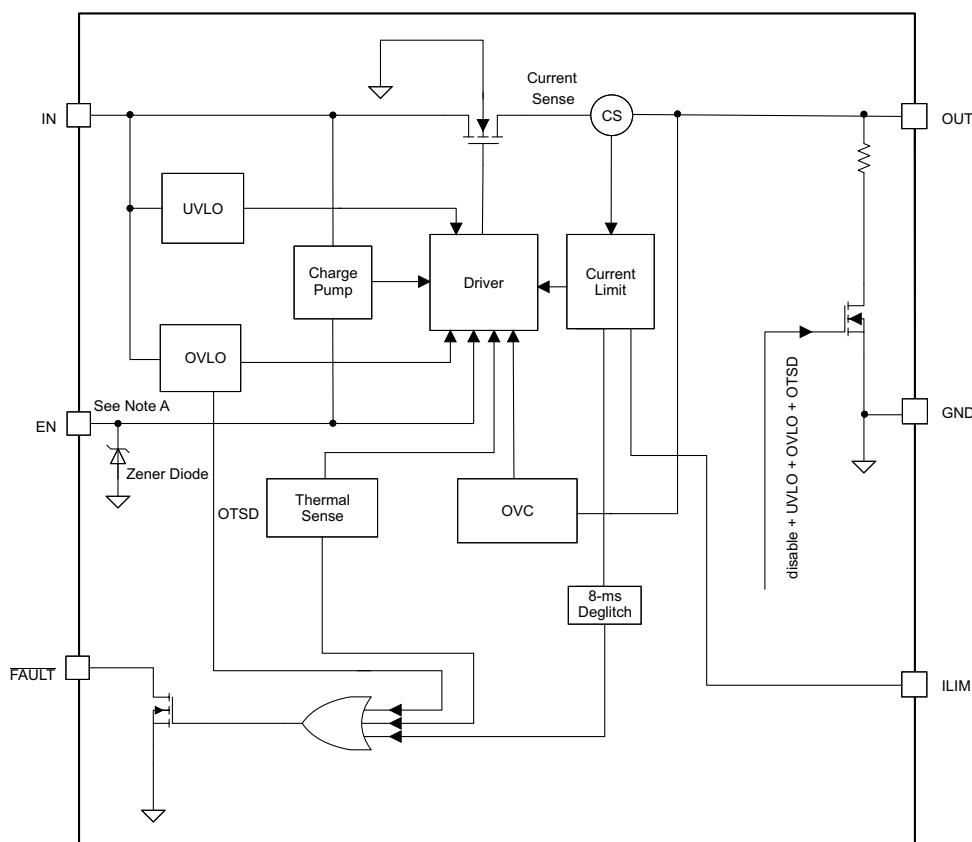 Current
Sense
IN
CS
OUT
UVLO
Charge
Pump
Driver
Current
Limit
OVLO
See Note A
EN
GND
Zener Diode
disable + UVLO + OVLO + OTSD
OTSD
Thermal
Sense
OVC
8-ms
Deglitch
FAULT
ILIM